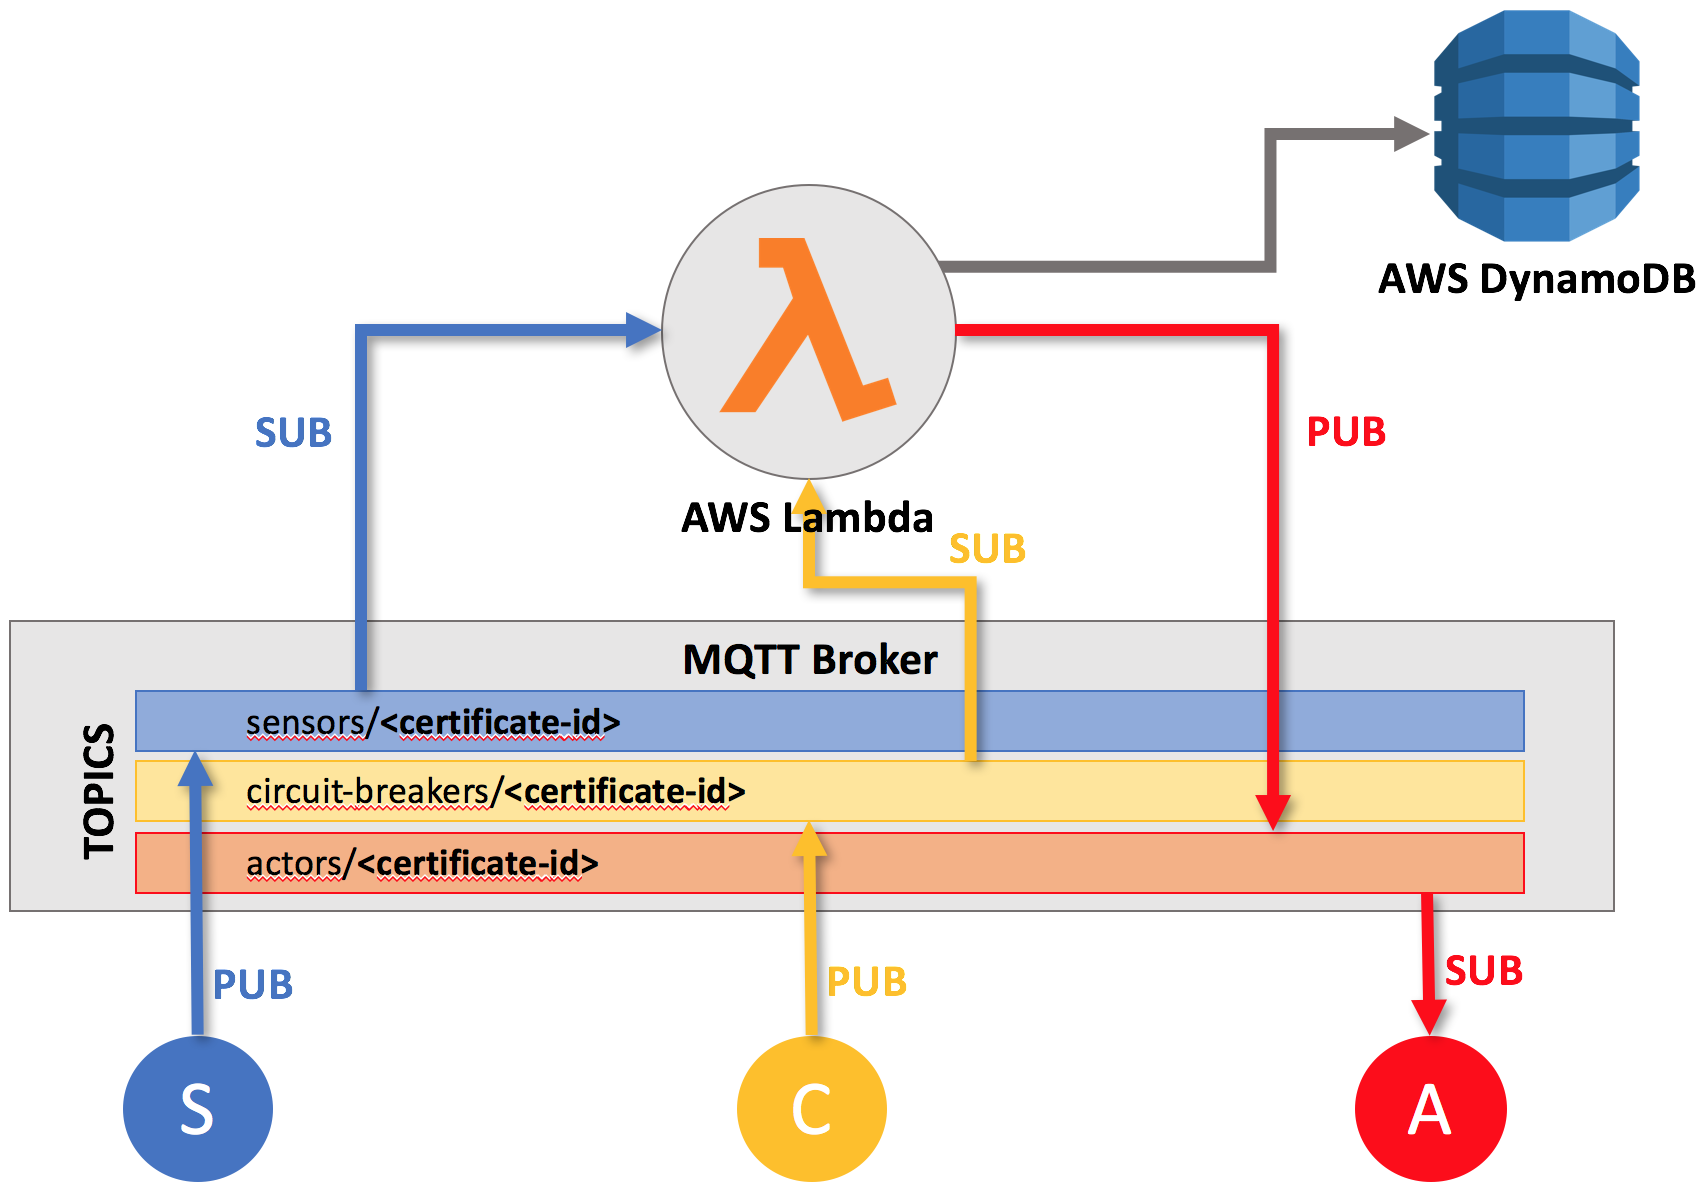 AWS DynamoDB
SUB
PUB
AWS Lambda
SUB
MQTT Broker
TOPICS
sensors/<certificate-id>
circuit-breakers/<certificate-id>
actors/<certificate-id>
PUB
PUB
SUB
S
C
A